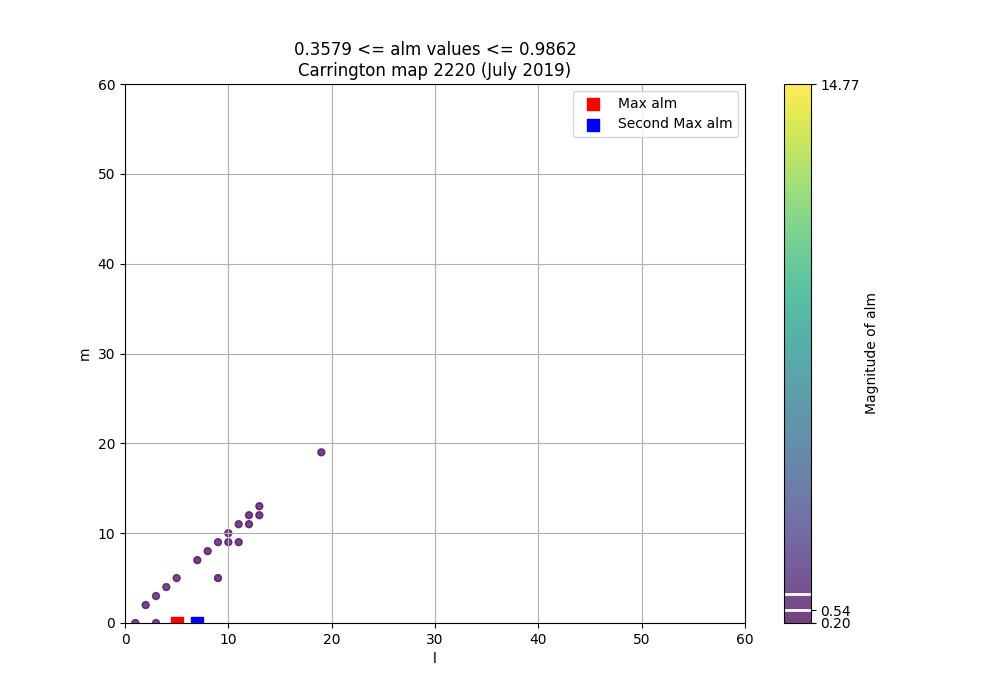 0.3579 <= alm values <= 0.9862
Carrington map 2220 (July 2019)
Max alm
Second Max alm
60
50
40
30
20
10
0
m
0 10 20 30 40 50 60
l
14.77
0.54
0.20
Magnitude of alm